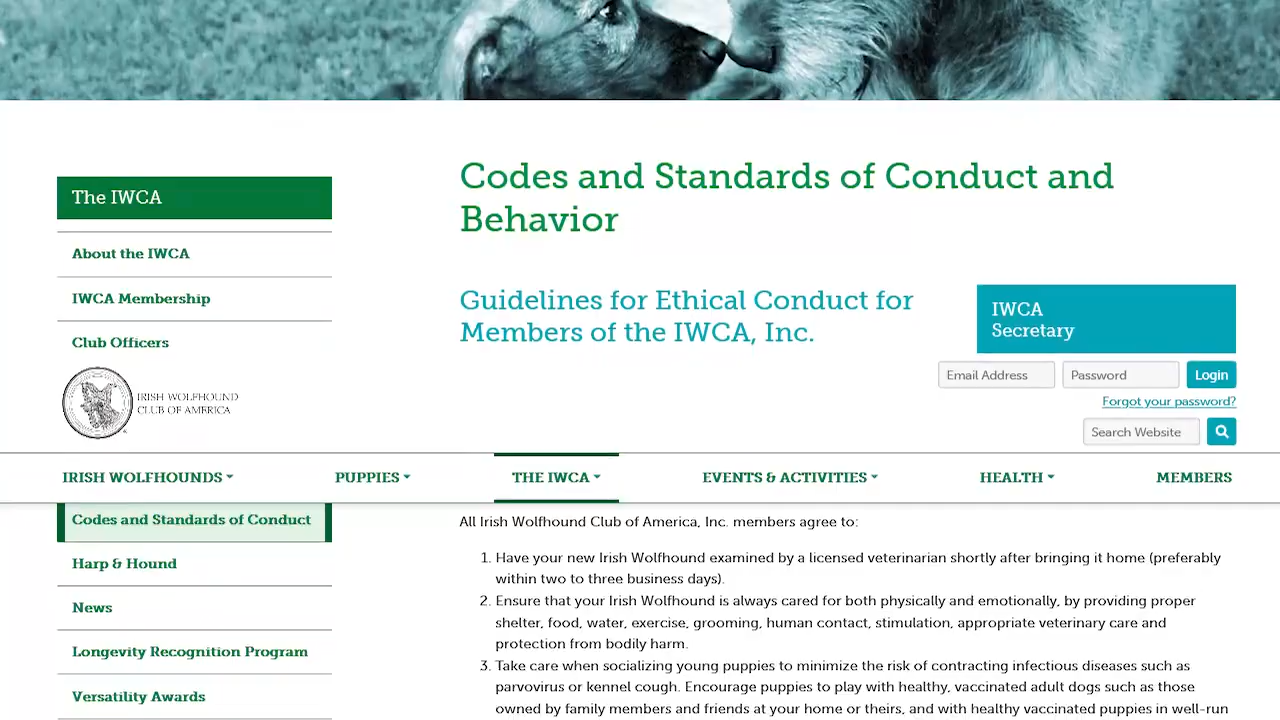 Codes and Standards of Conduct and
Behavior
The IWCA
About the IWCA
IWCA Membership
Club Officers
Guidelines for Ethical Conduct for
Members of the IWCA, Inc.
IWCA
Secretary
Email Address
Password
Login
Forgot your password?
Search Website
IRISH WOLFHOUND
CLUB OF AMERICA
IRISH WOLFHOUNDS
PUPPIES
THE IWCA
EVENTS & ACTIVITIES
HEALTH
MEMBERS
Codes and Standards of Conduct
Harp & Hound
News
Longevity Recognition Program
Versatility Awards
All Irish Wolfhound Club of America, Inc. members agree to:
1. Have your new Irish Wolfhound examined by a licensed veterinarian shortly after bringing it home (preferably
within two to three business days).
2. Ensure that your Irish Wolfhound is always cared for both physically and emotionally, by providing proper
shelter, food, water, exercise, grooming, human contact, stimulation, appropriate veterinary care and
protection from bodily harm.
3. Take care when socializing young puppies to minimize the risk of contracting infectious diseases such as
parvovirus or kennel cough. Encourage puppies to play with healthy, vaccinated adult dogs such as those
owned by family members and friends at your home or theirs, and with healthy vaccinated puppies in well-run